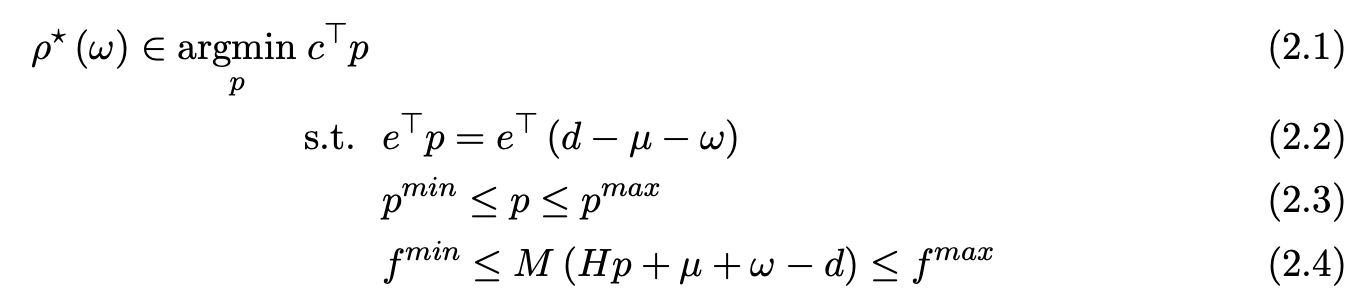 ρ⋆ (ω) ∈ argmin_p c^⊤ p (2.1)
s.t. e^⊤ p = e^⊤ (d − μ − ω) (2.2)
p^{min} ≤ p ≤ p^{max} (2.3)
f^{min} ≤ M (Hp + μ + ω − d) ≤ f^{max} (2.4)